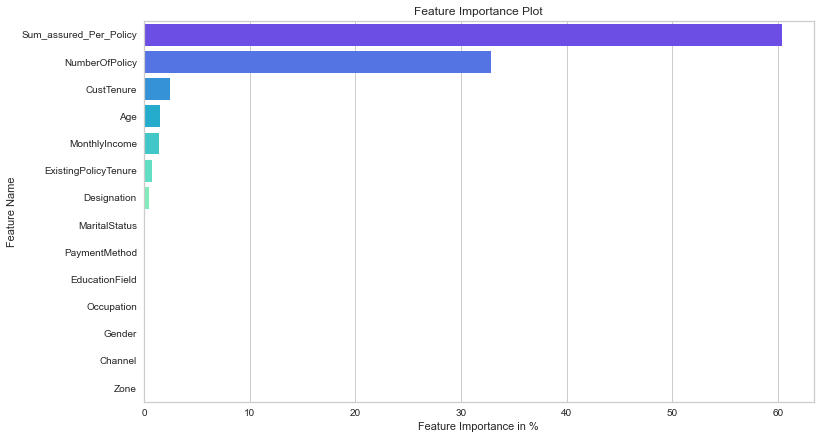 Feature Importance Plot
Feature Name
Sum_assured_Per_Policy
NumberOfPolicy
CustTenure
Age
MonthlyIncome
ExistingPolicyTenure
Designation
MaritalStatus
PaymentMethod
EducationField
Occupation
Gender
Channel
Zone
0 10 20 30 40 50 60
Feature Importance in %